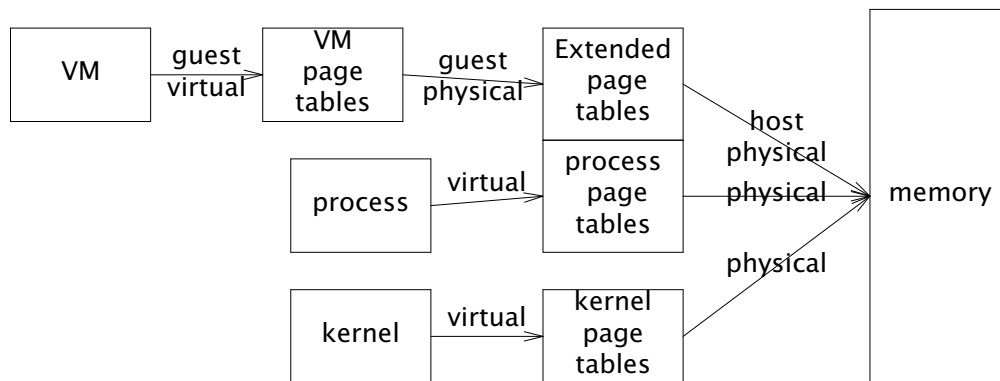 VM
guest
virtual
VM
page
tables
guest
physical
Extended
page
tables
host
physical
process
virtual
process
page
tables
physical
memory
kernel
virtual
kernel
page
tables
physical